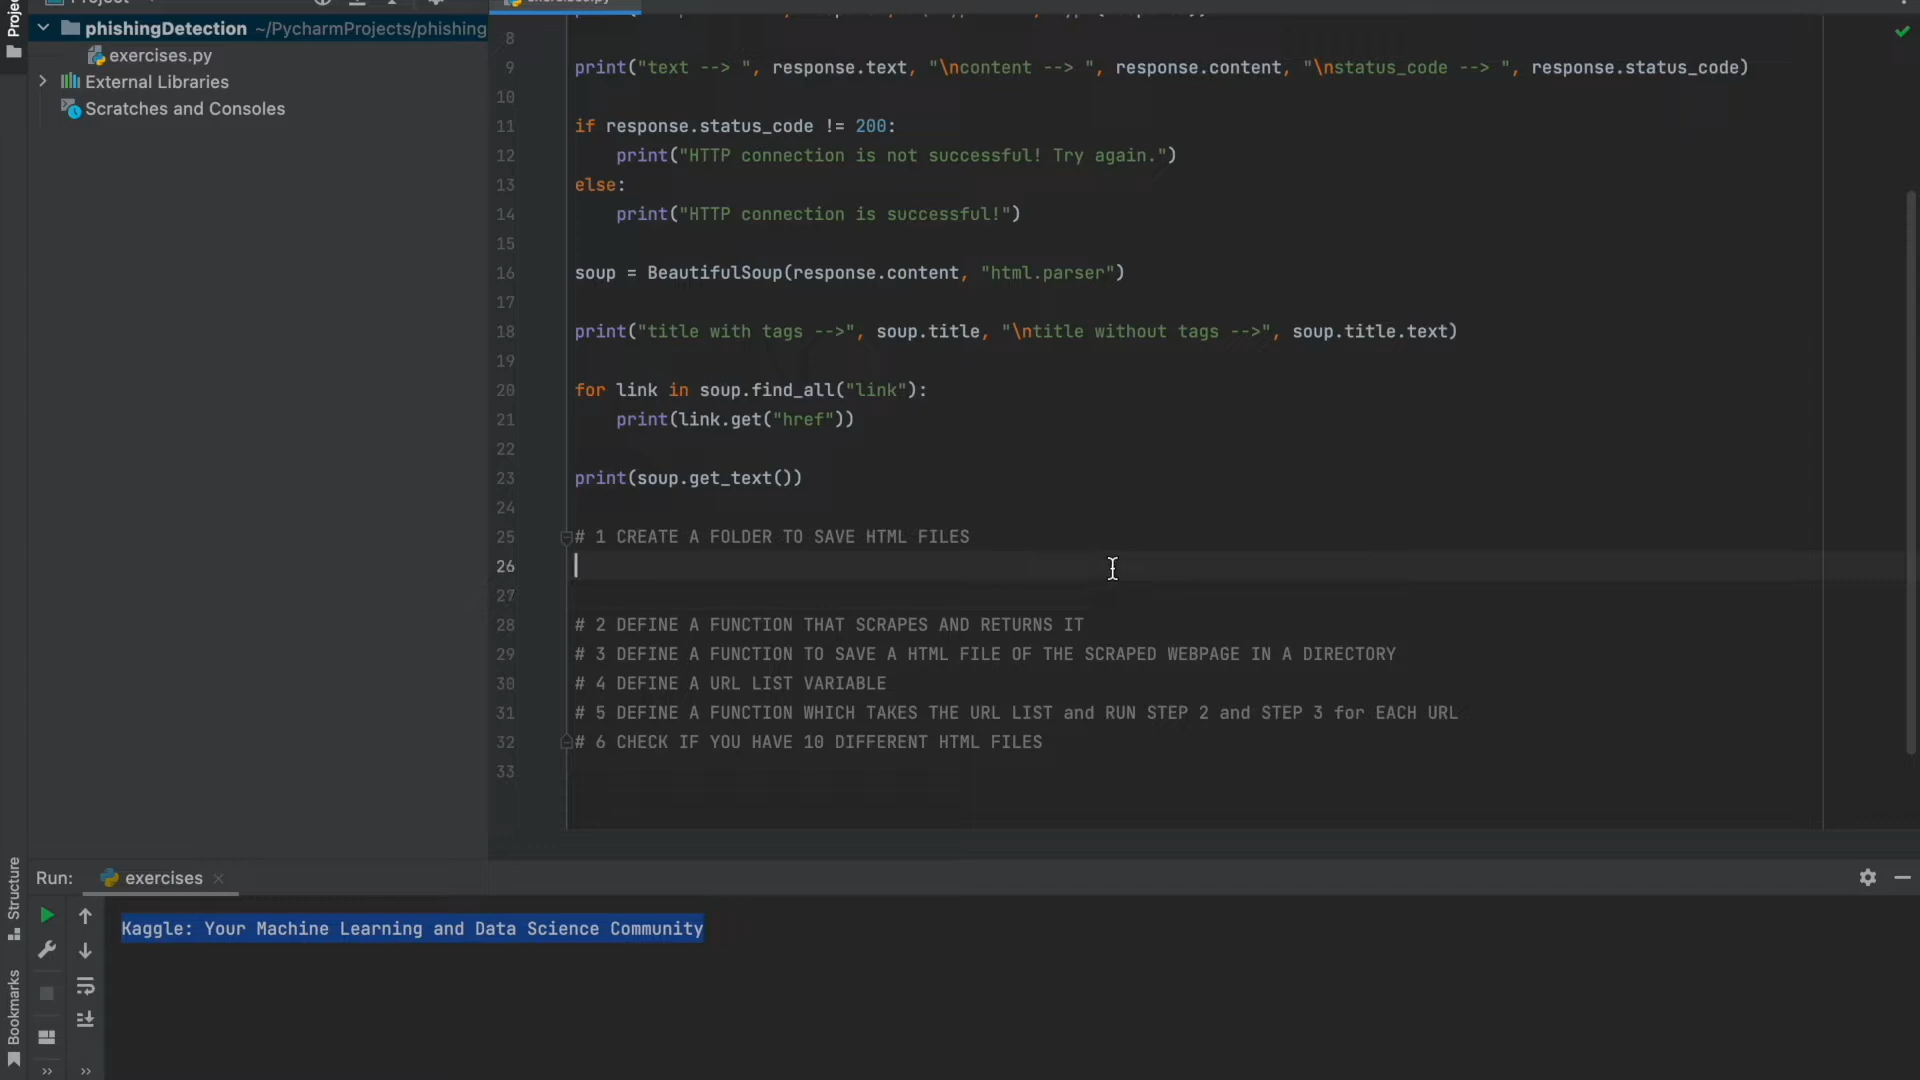 Project
phishingDetection ~/PycharmProjects/phishing
exercises.py
External Libraries
Scratches and Consoles
exercises.py
8
9 print("text --> ", response.text, "\ncontent --> ", response.content, "\nstatus_code --> ", response.status_code)
10
11 if response.status_code != 200:
12 print("HTTP connection is not successful! Try again.")
13 else:
14 print("HTTP connection is successful!")
15
16 soup = BeautifulSoup(response.content, "html.parser")
17
18 print("title with tags -->", soup.title, "\ntitle without tags -->", soup.title.text)
19
20 for link in soup.find_all("link"):
21 print(link.get("href"))
22
23 print(soup.get_text())
24
25 # 1 CREATE A FOLDER TO SAVE HTML FILES
26
27
28 # 2 DEFINE A FUNCTION THAT SCRAPES AND RETURNS IT
29 # 3 DEFINE A FUNCTION TO SAVE A HTML FILE OF THE SCRAPED WEBPAGE IN A DIRECTORY
30 # 4 DEFINE A URL LIST VARIABLE
31 # 5 DEFINE A FUNCTION WHICH TAKES THE URL LIST and RUN STEP 2 and STEP 3 for EACH URL
32 # 6 CHECK IF YOU HAVE 10 DIFFERENT HTML FILES
33
Structure
Bookmarks
Run: exercises
Kaggle: Your Machine Learning and Data Science Community